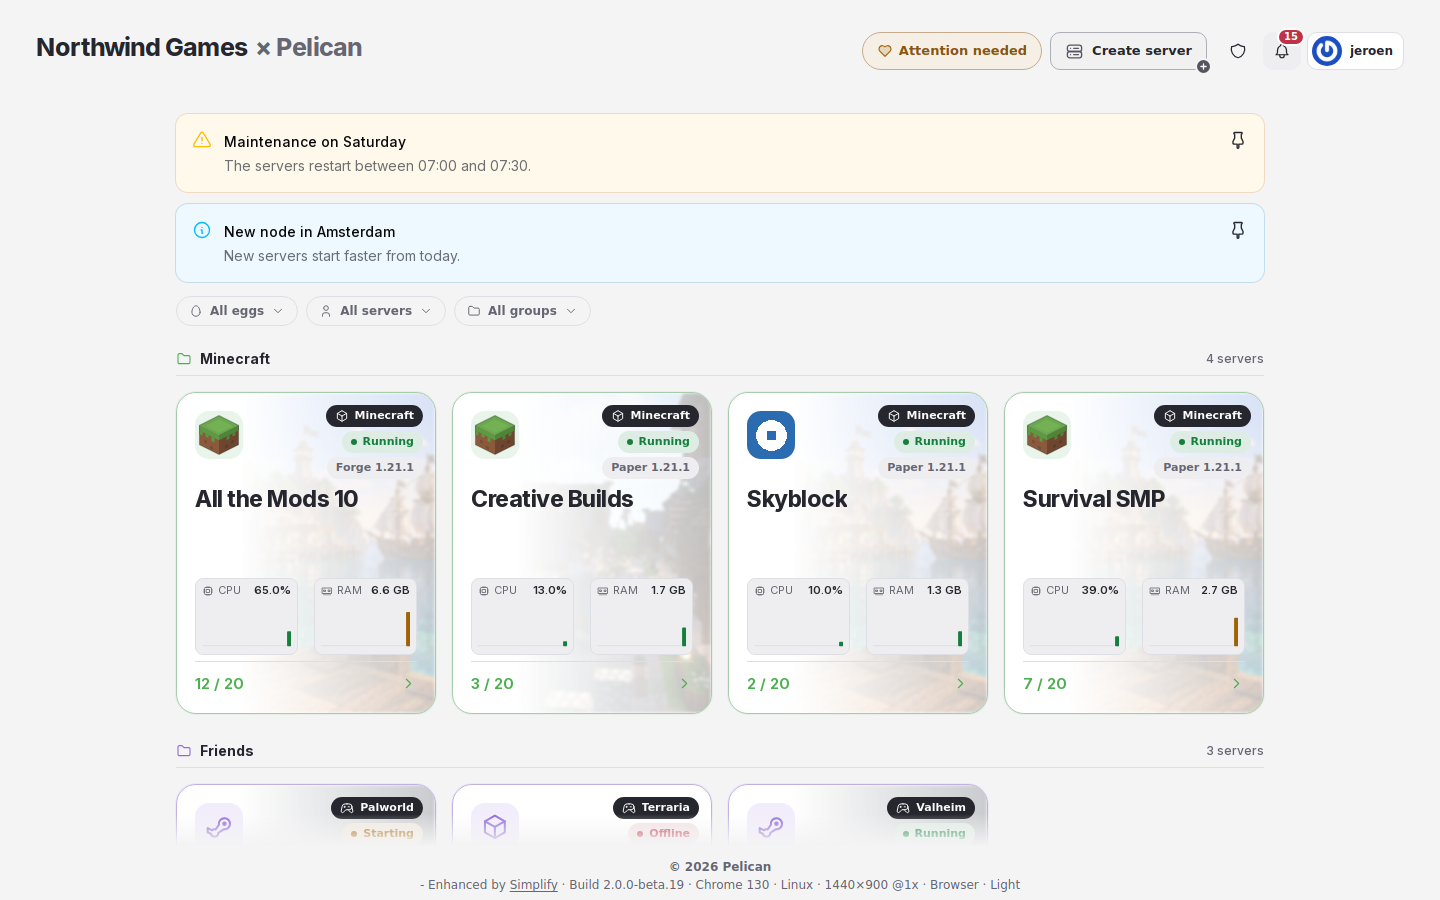 Northwind Games × Pelican
Attention needed
Create server
15
jeroen
Maintenance on Saturday
The servers restart between 07:00 and 07:30.
New node in Amsterdam
New servers start faster from today.
All eggs
All servers
All groups
Minecraft
4 servers
Minecraft
Running
Forge 1.21.1
All the Mods 10
CPU 65.0%
RAM 6.6 GB
12 / 20
Minecraft
Running
Paper 1.21.1
Creative Builds
CPU 13.0%
RAM 1.7 GB
3 / 20
Minecraft
Running
Paper 1.21.1
Skyblock
CPU 10.0%
RAM 1.3 GB
2 / 20
Minecraft
Running
Paper 1.21.1
Survival SMP
CPU 39.0%
RAM 2.7 GB
7 / 20
Friends
3 servers
Palworld
Starting
Terraria
Offline
Valheim
Running
© 2026 Pelican
- Enhanced by Simplify · Build 2.0.0-beta.19 · Chrome 130 · Linux · 1440×900 @1x · Browser · Light